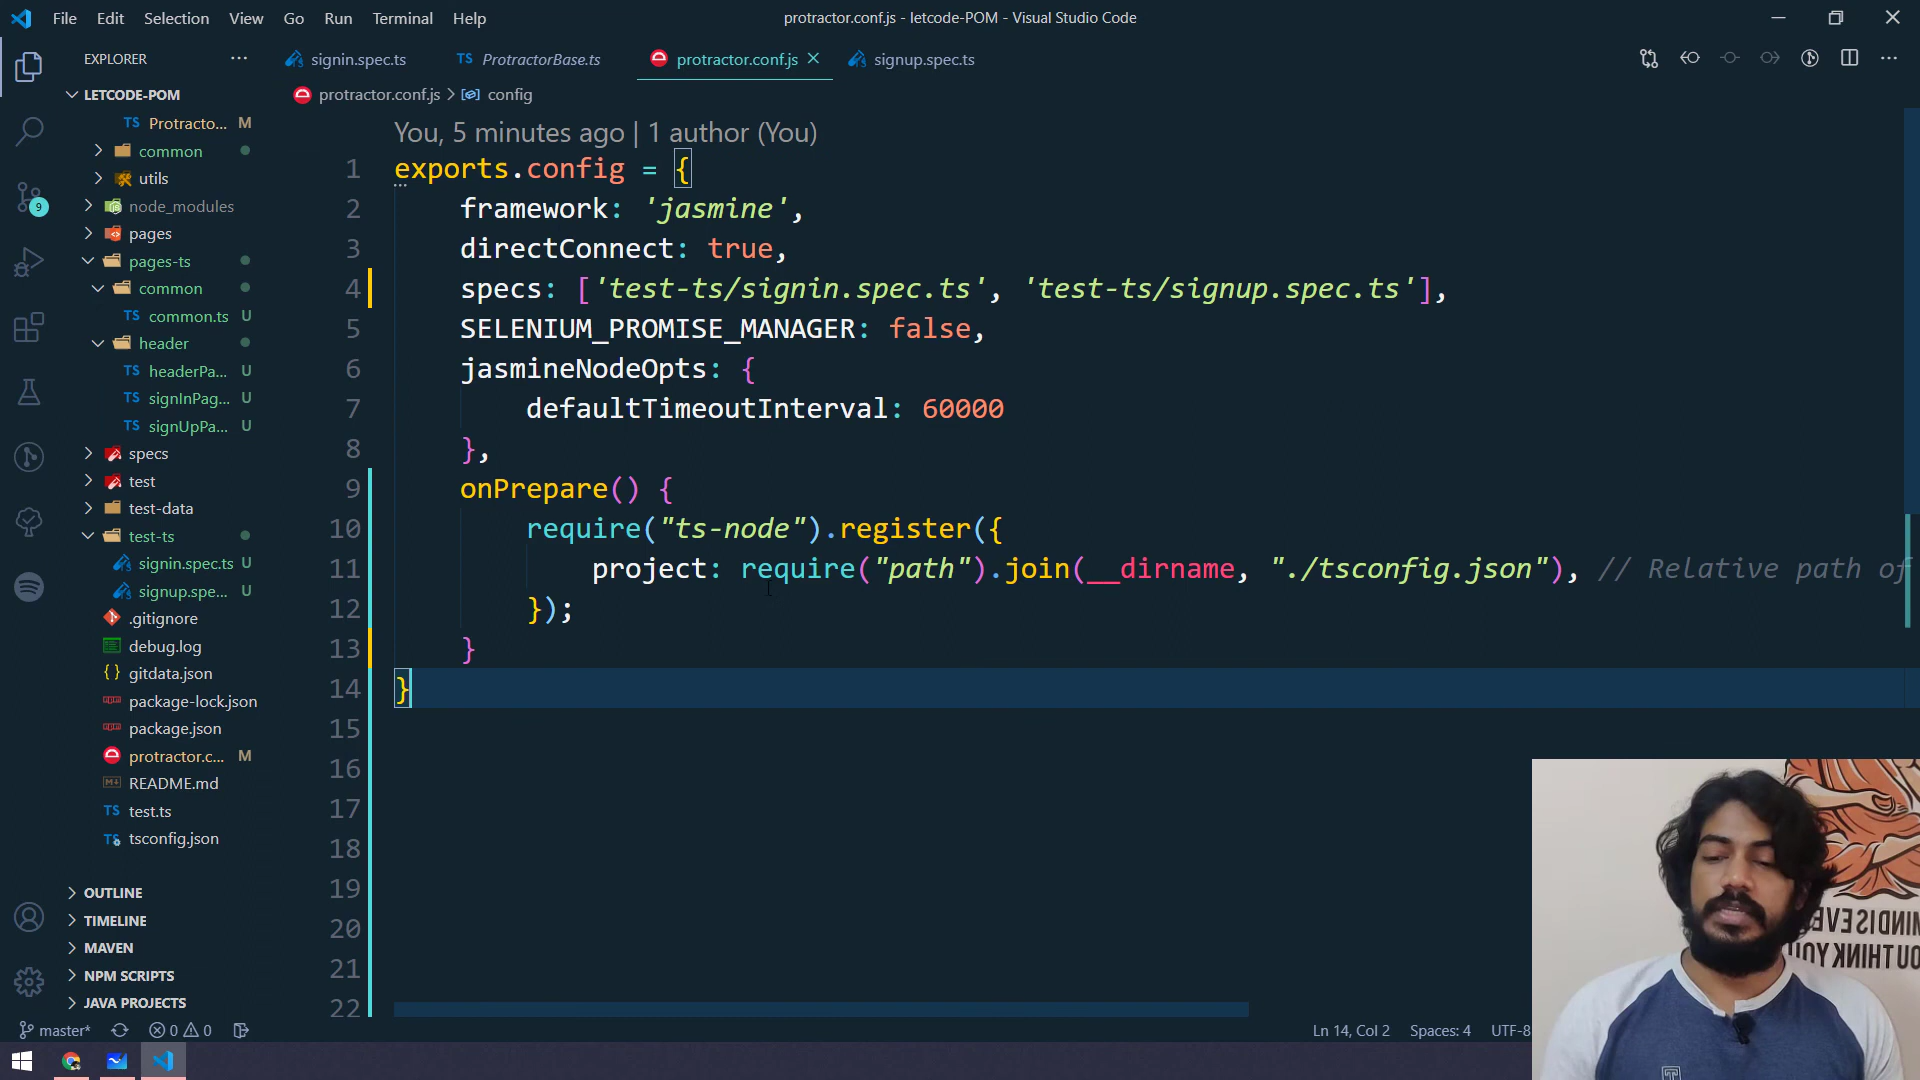 File Edit Selection View Go Run Terminal Help
protractor.conf.js - letcode-POM - Visual Studio Code
EXPLORER ...
signin.spec.ts
TS ProtractorBase.ts
protractor.conf.js
signup.spec.ts
LETCODE-POM
TS Protracto... M
common
utils
node_modules
pages
pages-ts
common
TS common.ts U
header
TS headerPa... U
TS signInPag... U
TS signUpPa... U
specs
test
test-data
test-ts
signin.spec.ts U
signup.spe... U
.gitignore
debug.log
gitdata.json
package-lock.json
package.json
protractor.c... M
README.md
TS test.ts
TS tsconfig.json
OUTLINE
TIMELINE
MAVEN
NPM SCRIPTS
JAVA PROJECTS
9
protractor.conf.js > config
You, 5 minutes ago | 1 author (You)
1 exports.config = {
2 framework: 'jasmine',
3 directConnect: true,
4 specs: ['test-ts/signin.spec.ts', 'test-ts/signup.spec.ts'],
5 SELENIUM_PROMISE_MANAGER: false,
6 jasmineNodeOpts: {
7 defaultTimeoutInterval: 60000
8 },
9 onPrepare() {
10 require("ts-node").register({
11 project: require("path").join(__dirname, "./tsconfig.json"), // Relative path of
12 });
13 }
14 }
15
16
17
18
19
20
21
22
master* 0 0
Ln 14, Col 2 Spaces: 4 UTF-8